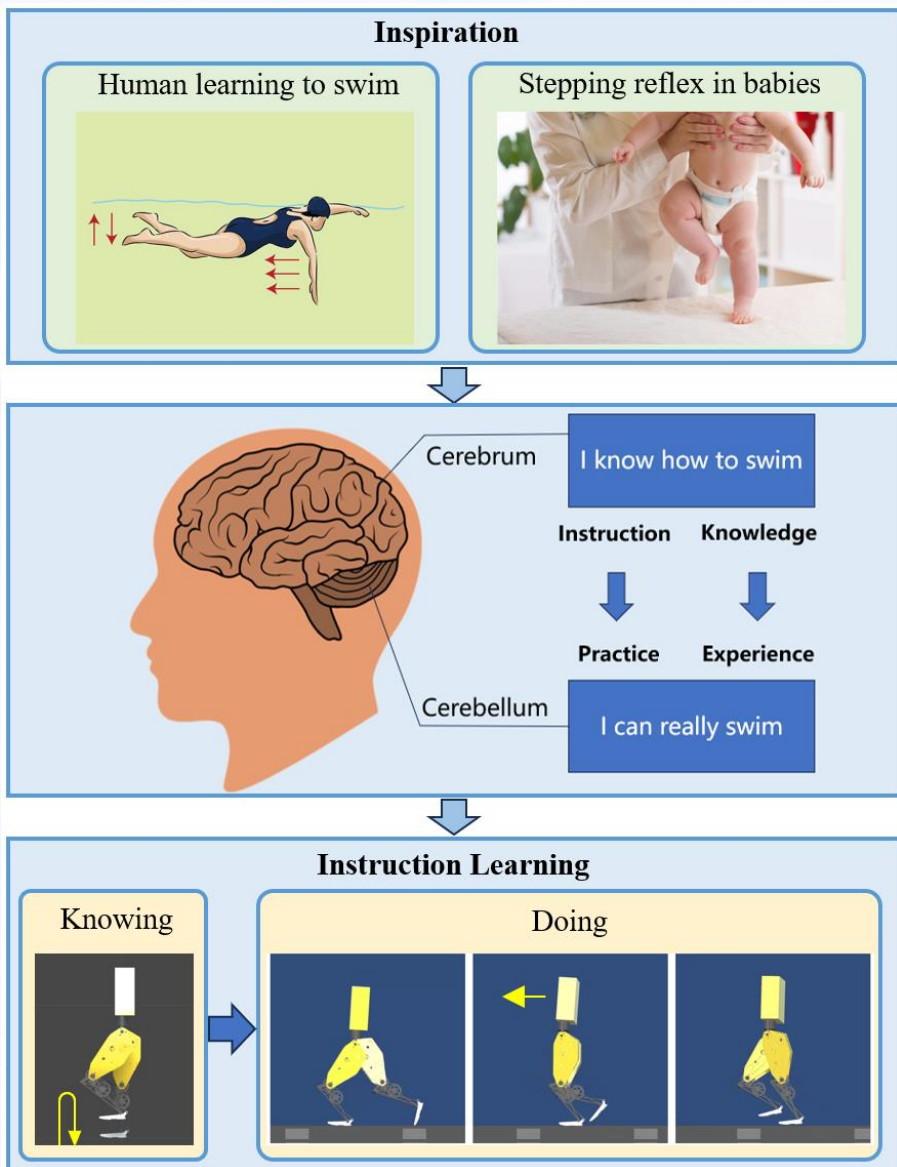 Inspiration
Human learning to swim
Stepping reflex in babies
Cerebrum
I know how to swim
Instruction Knowledge
Practice Experience
Cerebellum
I can really swim
Instruction Learning
Knowing
Doing